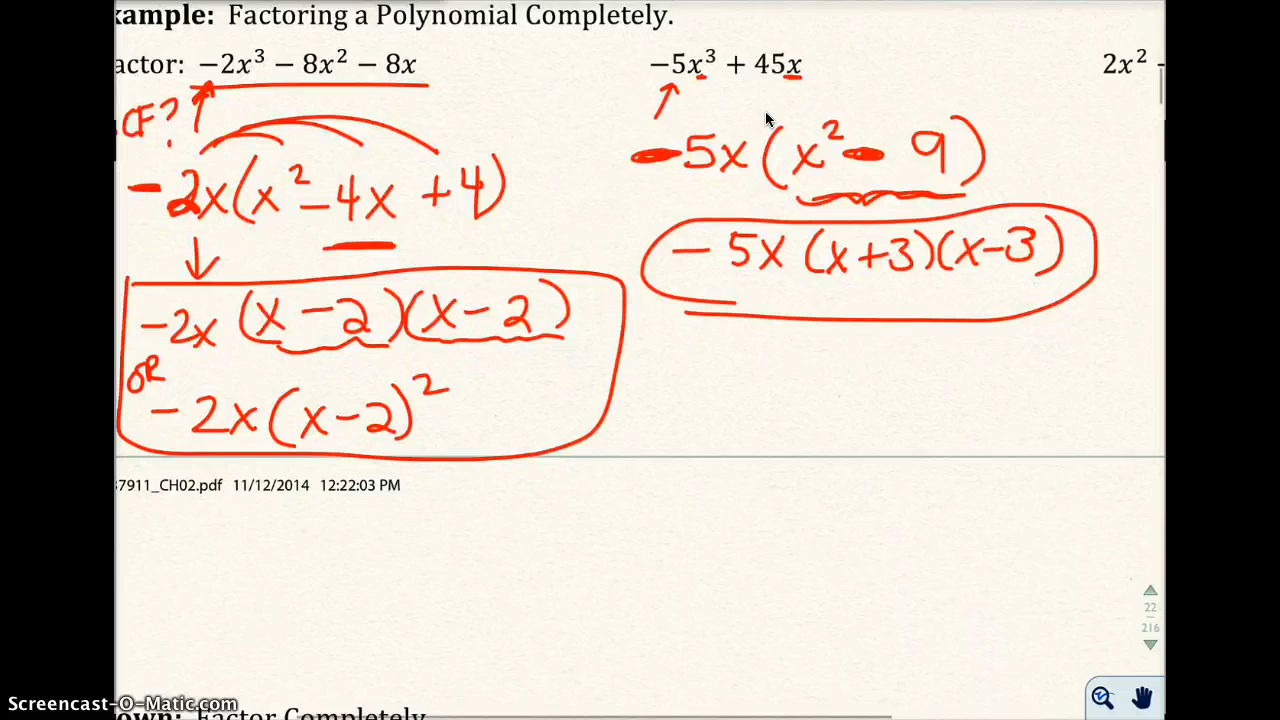 xample: Factoring a Polynomial Completely.
actor: −2x³ − 8x² − 8x
−5x³ + 45x
2x² -
CF?
-2x(x² - 4x + 4)
-5x(x² - 9)
-5x(x+3)(x-3)
-2x(x-2)(x-2)
OR
-2x(x-2)²
37911_CH02.pdf 11/12/2014 12:22:03 PM
22
216
Screencast-O-Matic.com
own: Factor Completely